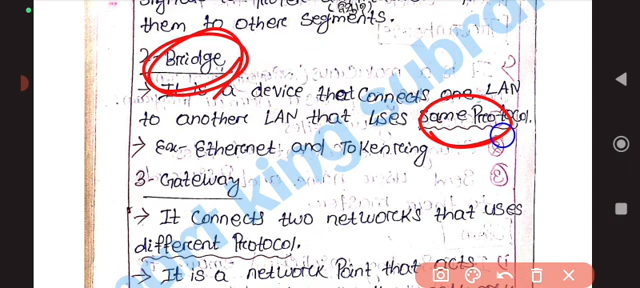 them to other segments.
2- Bridge
→ It is a device that connects one LAN
to another LAN that uses same Protocol.
→ Ex- Ethernet and Tokenring
3- Gateway
→ It connects two networks that uses
different Protocol.
→ It is a network Point that acts